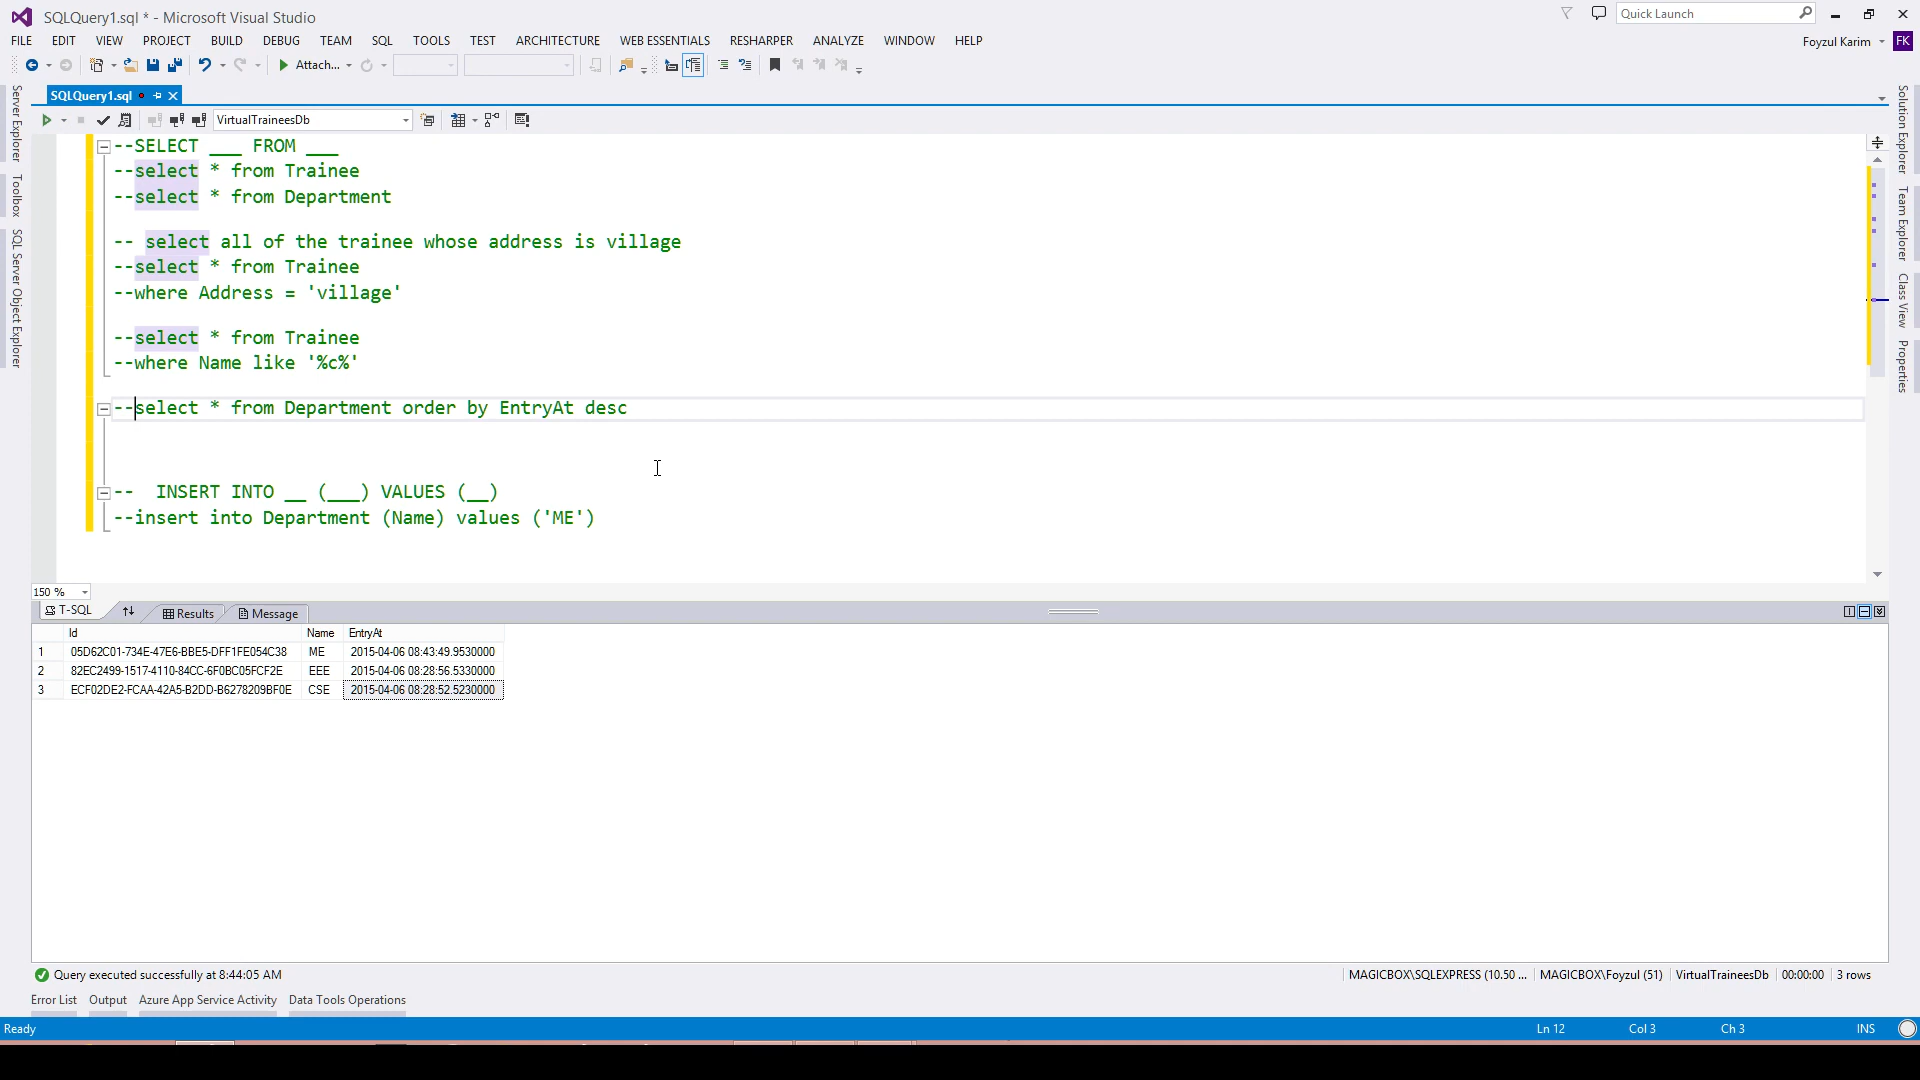 SQLQuery1.sql * - Microsoft Visual Studio
Quick Launch
FILE EDIT VIEW PROJECT BUILD DEBUG TEAM SQL TOOLS TEST ARCHITECTURE WEB ESSENTIALS RESHARPER ANALYZE WINDOW HELP
Foyzul Karim FK
Attach...
SQLQuery1.sql
VirtualTraineesDb
Server Explorer
Toolbox
SQL Server Object Explorer
--SELECT ___ FROM ___
--select * from Trainee
--select * from Department
-- select all of the trainee whose address is village
--select * from Trainee
--where Address = 'village'
--select * from Trainee
--where Name like '%c%'
--select * from Department order by EntryAt desc
-- INSERT INTO __ (___) VALUES (__)
--insert into Department (Name) values ('ME')
Solution Explorer
Team Explorer
Class View
Properties
150 %
T-SQL Results Message
Id Name EntryAt
1 05D62C01-734E-47E6-BBE5-DFF1FE054C38 ME 2015-04-06 08:43:49.9530000
2 82EC2499-1517-4110-84CC-6F0BC05FCF2E EEE 2015-04-06 08:28:56.5330000
3 ECF02DE2-FCAA-42A5-B2DD-B6278209BF0E CSE 2015-04-06 08:28:52.5230000
Query executed successfully at 8:44:05 AM
MAGICBOX\SQLEXPRESS (10.50 ... MAGICBOX\Foyzul (51) VirtualTraineesDb 00:00:00 3 rows
Error List Output Azure App Service Activity Data Tools Operations
Ready Ln 12 Col 3 Ch 3 INS